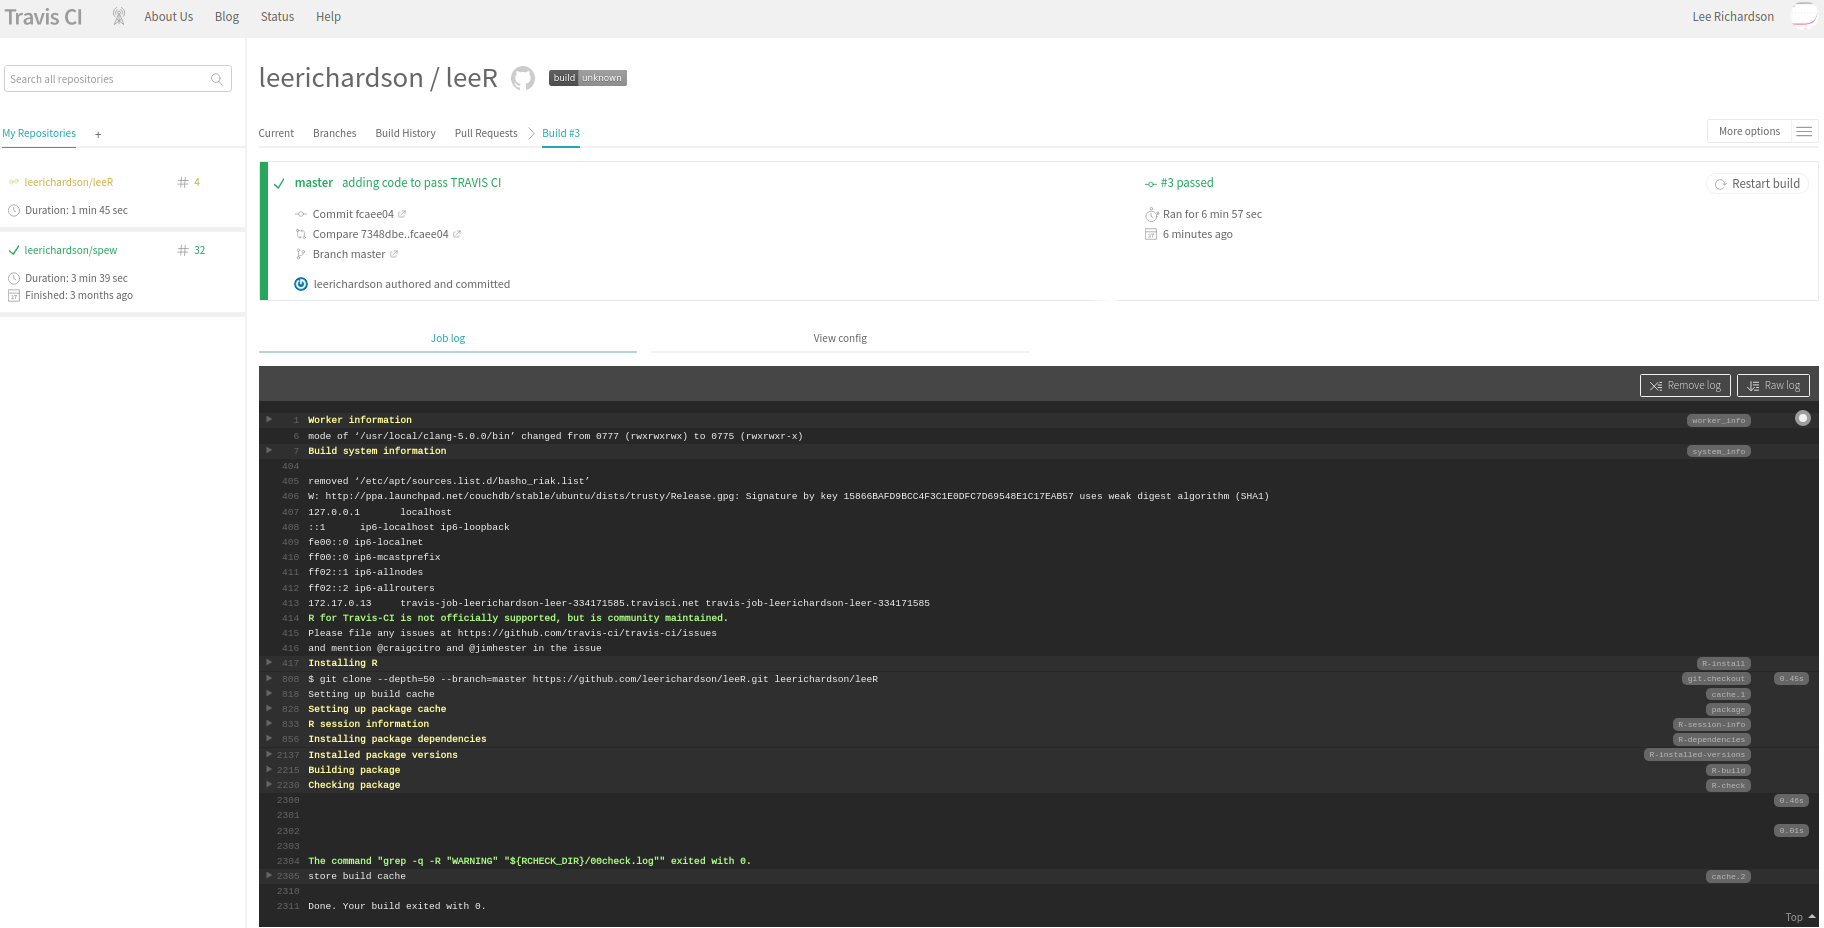 Travis CI About Us Blog Status Help Lee Richardson
Search all repositories
leerichardson / leeR build unknown
My Repositories +
Current Branches Build History Pull Requests Build #3 More options
leerichardson/leeR # 4
Duration: 1 min 45 sec
leerichardson/spew # 32
Duration: 3 min 39 sec
Finished: 3 months ago
master adding code to pass TRAVIS CI
Commit fcaee04
Compare 7348dbe..fcaee04
Branch master
leerichardson authored and committed
#3 passed
Ran for 6 min 57 sec
6 minutes ago
Restart build
Job log View config
Remove log Raw log
1 Worker information worker_info
6 mode of ‘/usr/local/clang-5.0.0/bin’ changed from 0777 (rwxrwxrwx) to 0775 (rwxrwxr-x)
7 Build system information system_info
404
405 removed ‘/etc/apt/sources.list.d/basho_riak.list’
406 W: http://ppa.launchpad.net/couchdb/stable/ubuntu/dists/trusty/Release.gpg: Signature by key 15866BAFD9BCC4F3C1E0DFC7D69548E1C17EAB57 uses weak digest algorithm (SHA1)
407 127.0.0.1 localhost
408 ::1 ip6-localhost ip6-loopback
409 fe00::0 ip6-localnet
410 ff00::0 ip6-mcastprefix
411 ff02::1 ip6-allnodes
412 ff02::2 ip6-allrouters
413 172.17.0.13 travis-job-leerichardson-leer-334171585.travisci.net travis-job-leerichardson-leer-334171585
414 R for Travis-CI is not officially supported, but is community maintained.
415 Please file any issues at https://github.com/travis-ci/travis-ci/issues
416 and mention @craigcitro and @jimhester in the issue
417 Installing R R-install
808 $ git clone --depth=50 --branch=master https://github.com/leerichardson/leeR.git leerichardson/leeR git.checkout 0.45s
818 Setting up build cache cache.1
828 Setting up package cache package
833 R session information R-session-info
856 Installing package dependencies R-dependencies
2137 Installed package versions R-installed-versions
2215 Building package R-build
2230 Checking package R-check
2300 0.46s
2301
2302 0.01s
2303
2304 The command "grep -q -R "WARNING" "${RCHECK_DIR}/00check.log"" exited with 0.
2305 store build cache cache.2
2310
2311 Done. Your build exited with 0.
Top